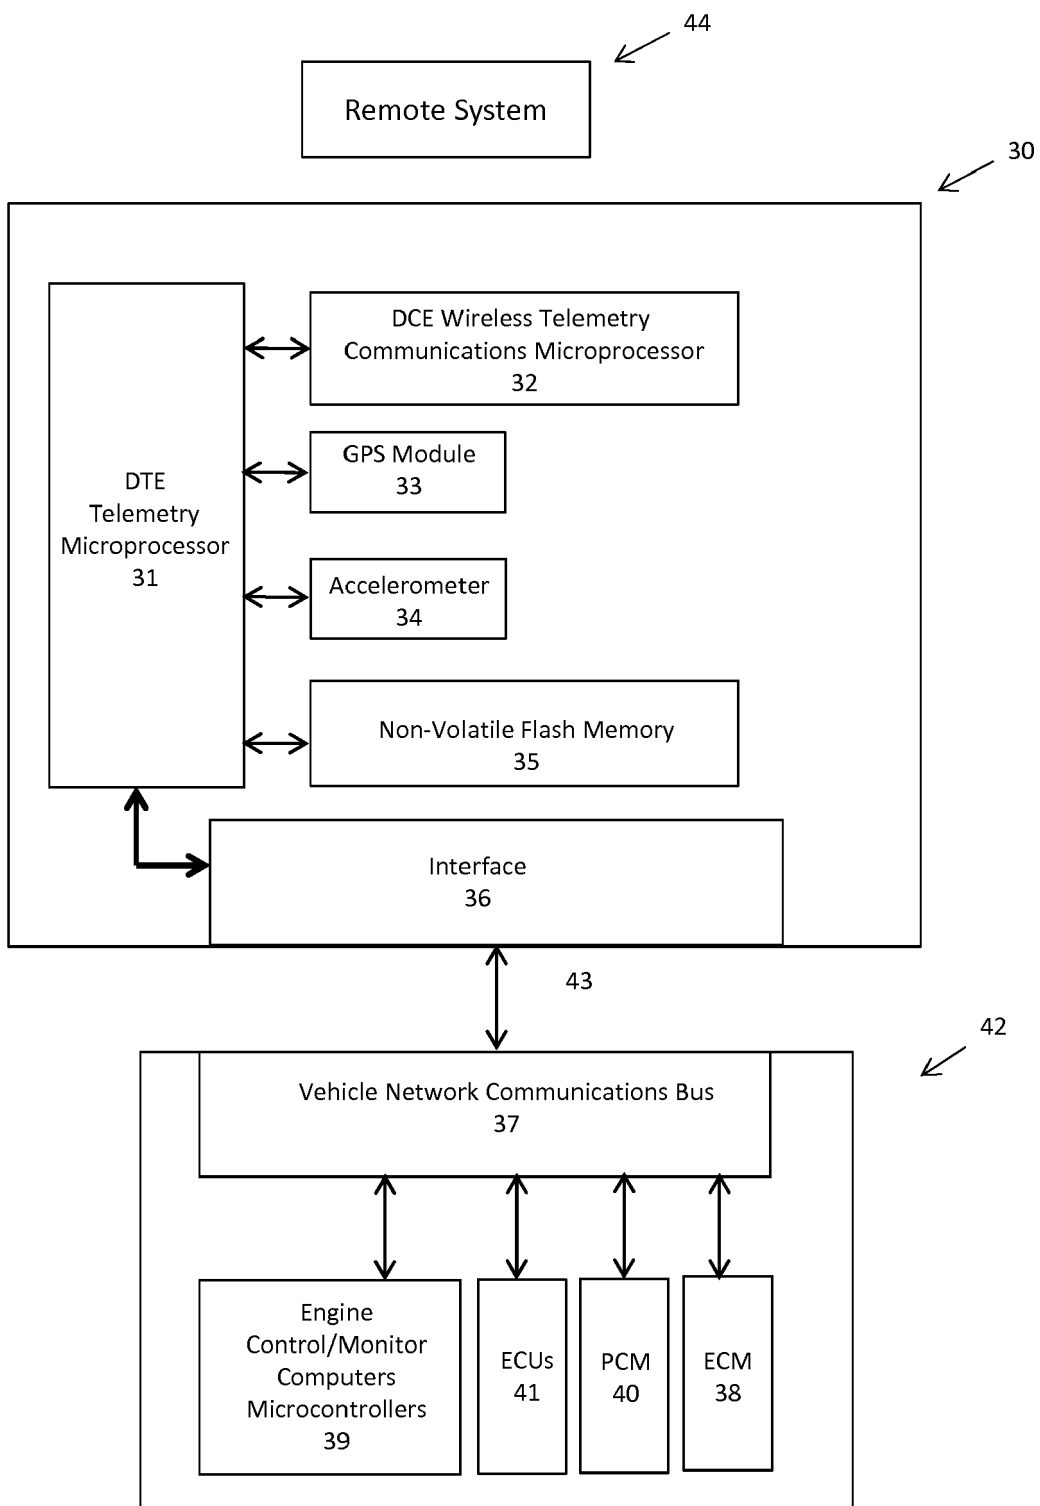 44
Remote System
30
DCE Wireless Telemetry
Communications Microprocessor
32
GPS Module
33
DTE
Telemetry
Microprocessor
31
Accelerometer
34
Non-Volatile Flash Memory
35
Interface
36
43
42
Vehicle Network Communications Bus
37
Engine
Control/Monitor
Computers
Microcontrollers
39
ECUs
41
PCM
40
ECM
38